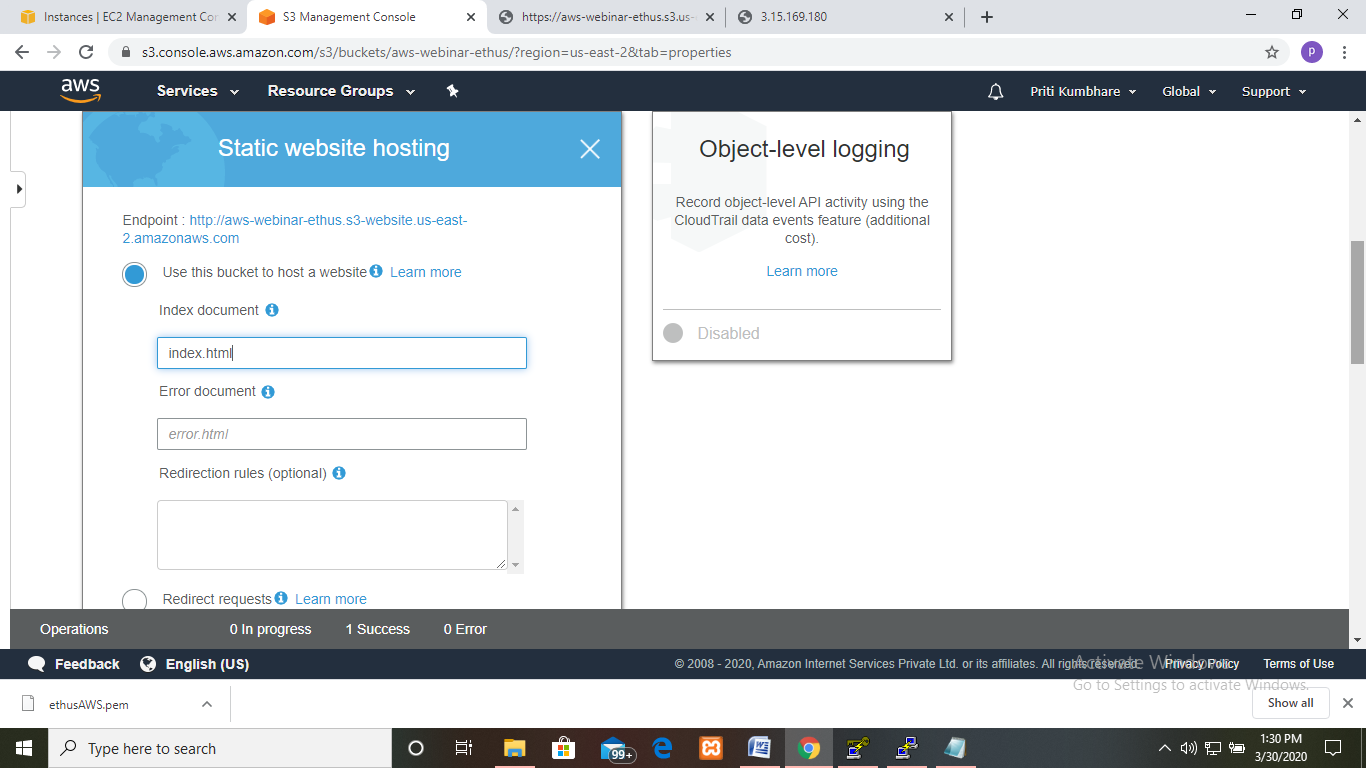 Instances | EC2 Management Con
S3 Management Console
https://aws-webinar-ethus.s3.us-
3.15.169.180
s3.console.aws.amazon.com/s3/buckets/aws-webinar-ethus/?region=us-east-2&tab=properties
p
aws
Services
Resource Groups
Priti Kumbhare
Global
Support
Static website hosting
Endpoint : http://aws-webinar-ethus.s3-website.us-east-
2.amazonaws.com
Use this bucket to host a website Learn more
Index document
index.html
Error document
error.html
Redirection rules (optional)
Redirect requests Learn more
Object-level logging
Record object-level API activity using the
CloudTrail data events feature (additional
cost).
Learn more
Disabled
Operations
0 In progress
1 Success
0 Error
Feedback
English (US)
© 2008 - 2020, Amazon Internet Services Private Ltd. or its affiliates. All rights reserved.
Privacy Policy
Terms of Use
Activate Windows
Go to Settings to activate Windows.
ethusAWS.pem
Show all
Type here to search
99+
1:30 PM
3/30/2020